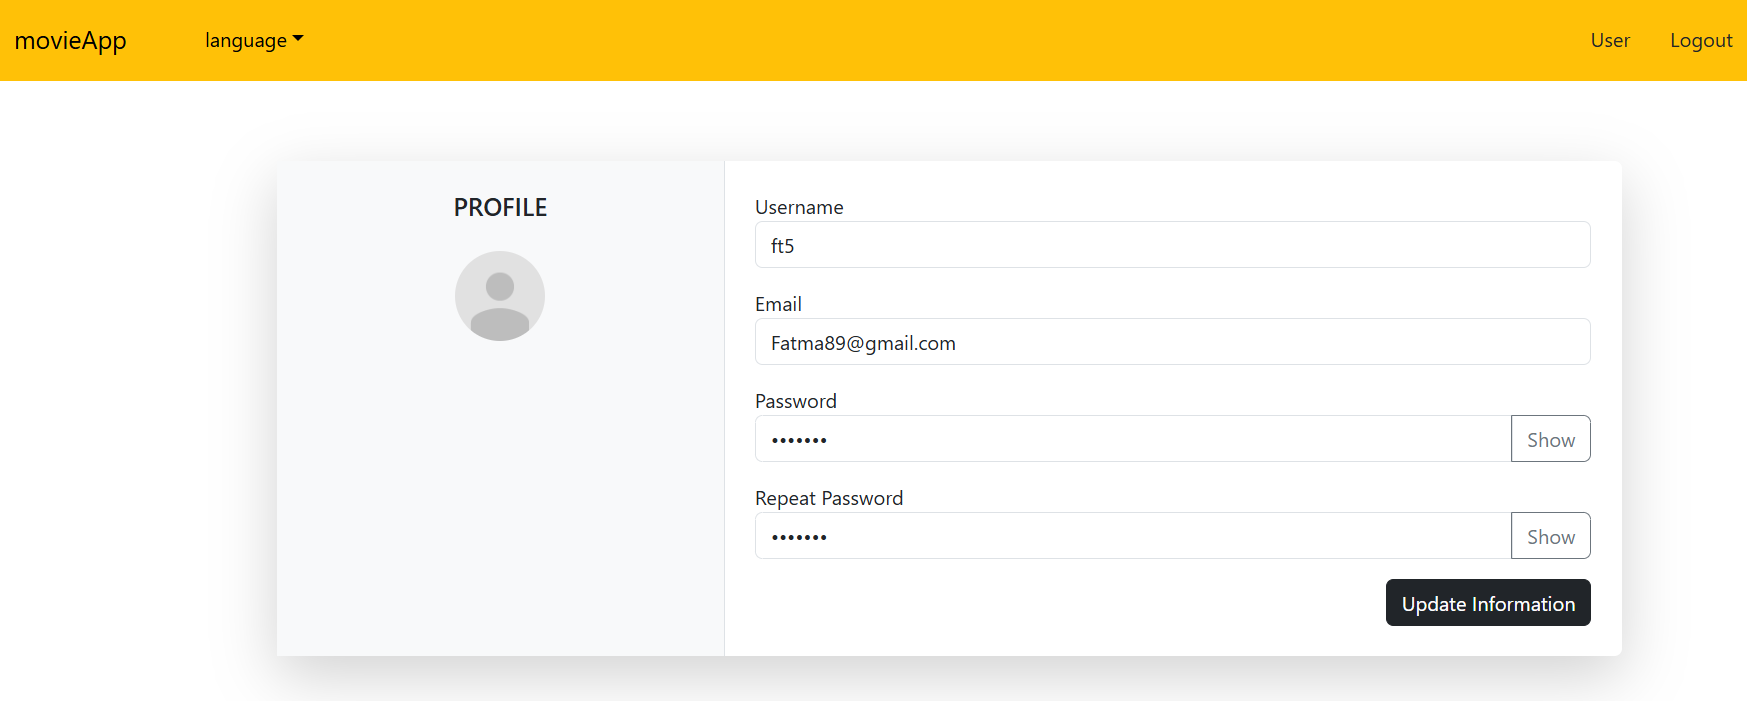 movieApp language User Logout
PROFILE
Username
ft5
Email
Fatma89@gmail.com
Password
••••••• Show
Repeat Password
••••••• Show
Update Information